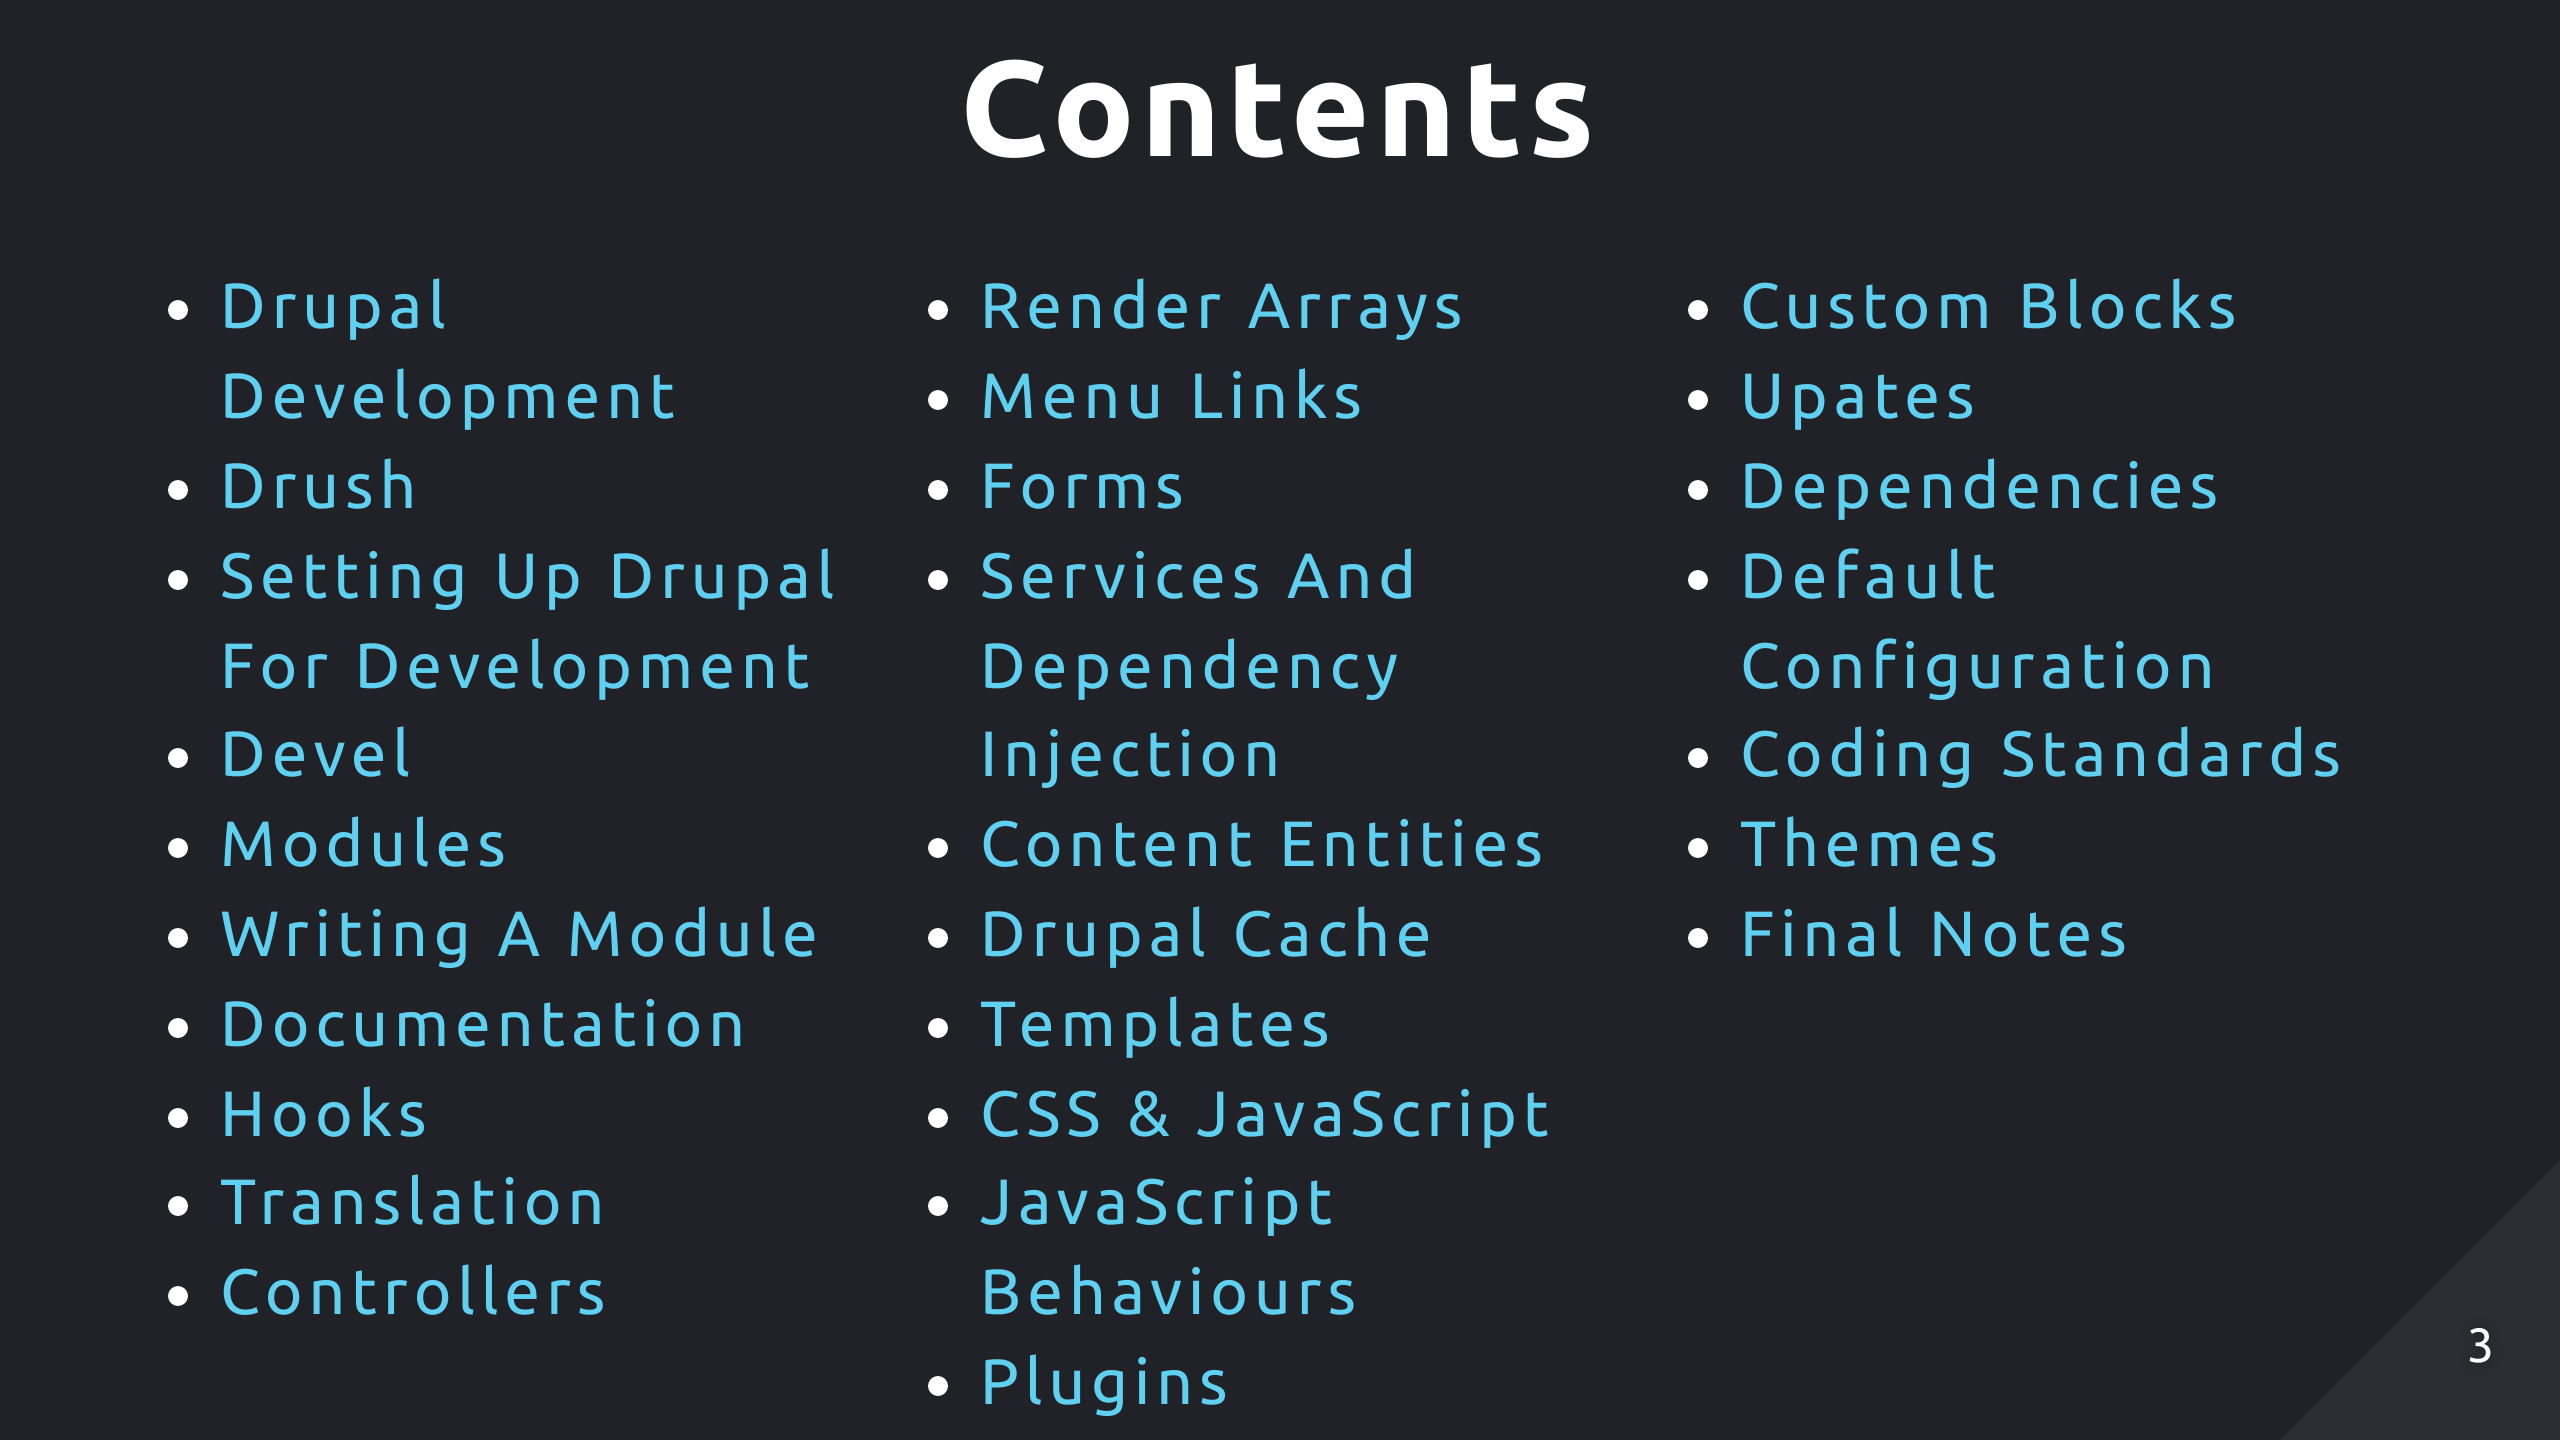 Contents
Drupal
Development
Drush
Setting Up Drupal
For Development
Devel
Modules
Writing A Module
Documentation
Hooks
Translation
Controllers
Render Arrays
Menu Links
Forms
Services And
Dependency
Injection
Content Entities
Drupal Cache
Templates
CSS & JavaScript
JavaScript
Behaviours
Plugins
Custom Blocks
Upates
Dependencies
Default
Configuration
Coding Standards
Themes
Final Notes
3